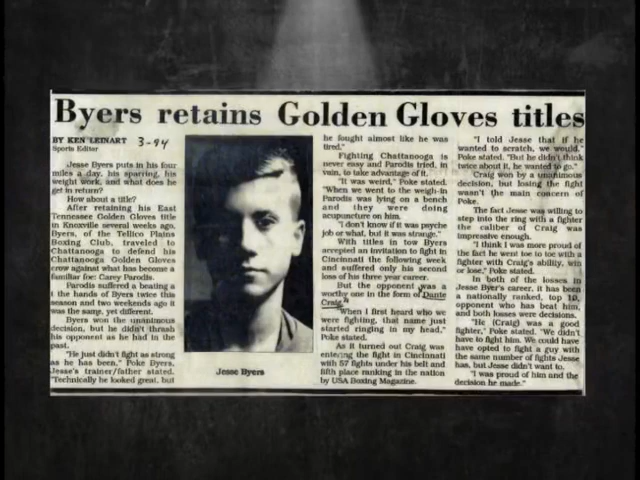 Byers retains Golden Gloves titles
BY KEN LEINART 3-94
Sports Editor
Jesse Byers puts in his four
miles a day, his sparring, his
weight work, and what does he
get in return?
How about a title?
After retaining his East
Tennessee Golden Gloves title
in Knoxville several weeks ago,
Byers, of the Tellico Plains
Boxing Club, traveled to
Chattanooga to defend his
Chattanooga Golden Gloves
crow against what has become a
familiar foe: Carey Parodis.
Parodis suffered a beating a
t the hands of Byers twice this
season and two weekends ago it
was the same, yet different.
Byers won the unanimous
decision, but he didn't thrash
his opponent as he had in the
past.
"He just didn't fight as strong
as he has been," Poke Byers,
Jesse's trainer/father stated.
"Technically he looked great, but
Jesse Byers
he fought almost like he was
tired."
Fighting Chattanooga is
never easy and Parodis tried, in
vain, to take advantage of it.
"It was weird," Poke stated.
"When we went to the weigh-in
Parodis was lying on a bench
and they were doing
acupuncture on him.
"I don't know if it was psyche
job or what, but it was strange."
With titles in tow Byers
accepted an invitation to fight in
Cincinnati the following week
and suffered only his second
loss of his three year career.
But the opponent was a
worthy one in the form of Dante
Craig.
"When I first heard who we
were fighting, that name just
started ringing in my head,"
Poke stated.
As it turned out Craig was
entering the fight in Cincinnati
with 57 fights under his belt and
fifth place ranking in the nation
by USA Boxing Magazine.
"I told Jesse that if he
wanted to scratch, we would,"
Poke stated. "But he didn't think
twice about it, he wanted to go."
Craig won by a unanimous
decision, but losing the fight
wasn't the main concern of
Poke.
The fact Jesse was willing to
step into the ring with a fighter
the caliber of Craig was
impressive enough.
"I think I was more proud of
the fact he went toe to toe with a
fighter with Craig's ability, win
or lose," Poke stated.
In both of the losses in
Jesse Byer's career, it has been
a nationally ranked, top 10,
opponent who has beat him,
and both losses were decisions.
"He (Craig) was a good
fighter," Poke stated. "We didn't
have to fight him. We could have
have opted to fight a guy with
the same number of fights Jesse
has, but Jesse didn't want to.
"I was proud of him and the
decision he made."